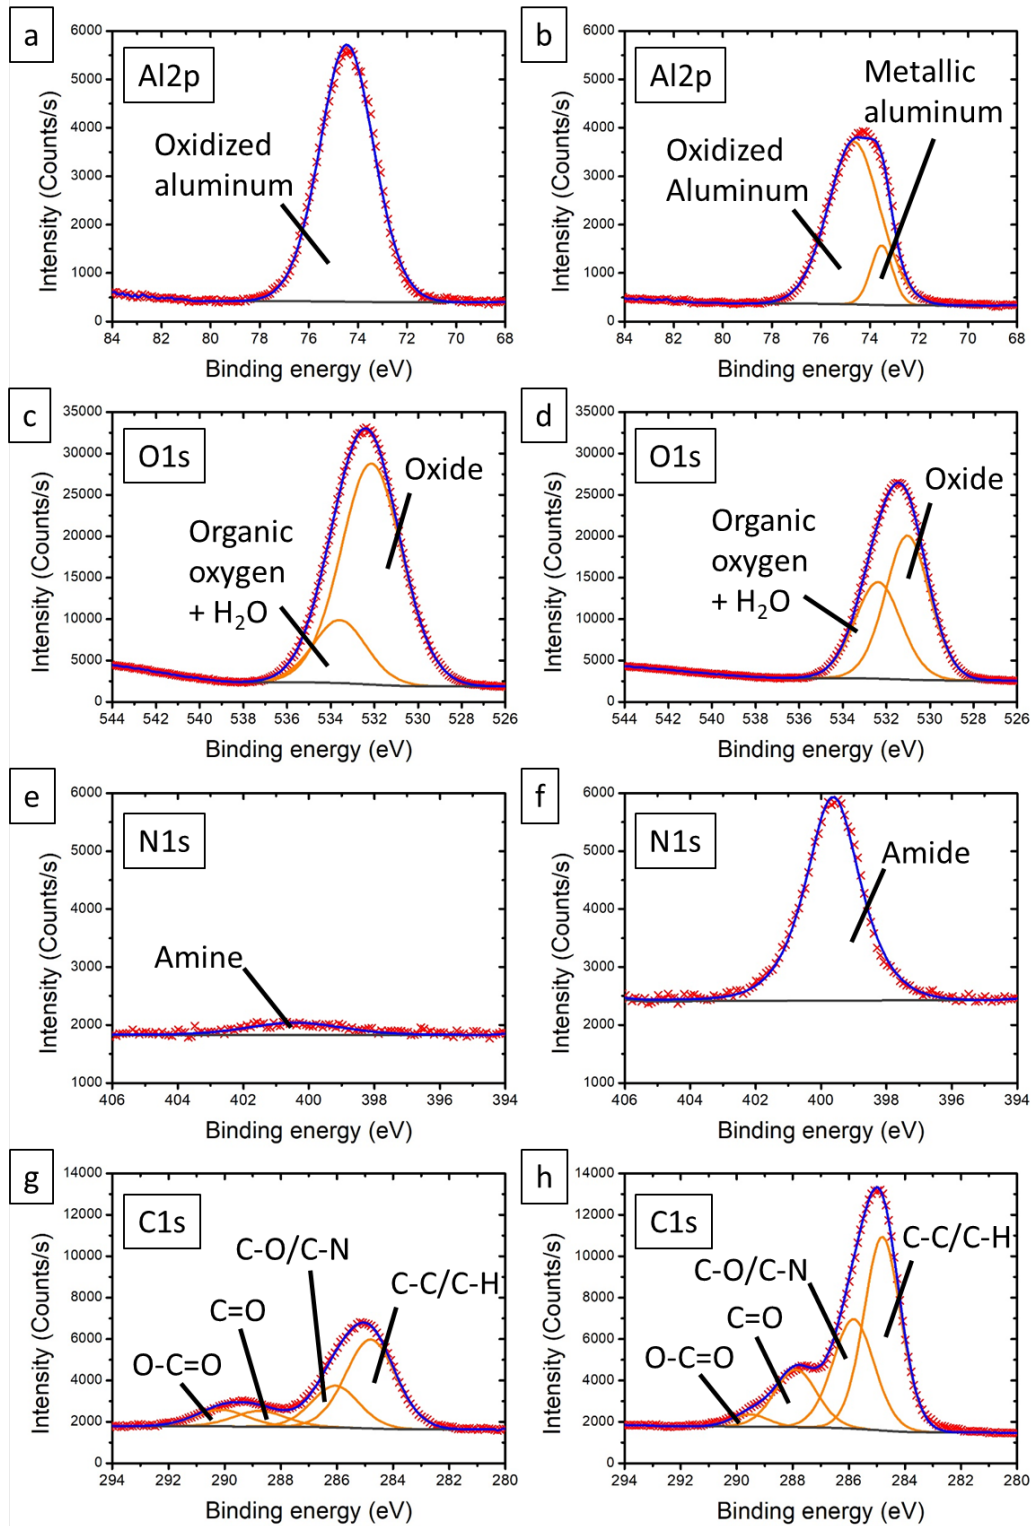 a
Al2p
Oxidized
aluminum
Intensity (Counts/s)
6000
5000
4000
3000
2000
1000
0
84 82 80 78 76 74 72 70 68
Binding energy (eV)
b
Al2p
Metallic
aluminum
Oxidized
Aluminum
Intensity (Counts/s)
6000
5000
4000
3000
2000
1000
0
84 82 80 78 76 74 72 70 68
Binding energy (eV)
c
O1s
Oxide
Organic
oxygen
+ H₂O
Intensity (Counts/s)
35000
30000
25000
20000
15000
10000
5000
0
544 542 540 538 536 534 532 530 528 526
Binding energy (eV)
d
O1s
Oxide
Organic
oxygen
+ H₂O
Intensity (Counts/s)
35000
30000
25000
20000
15000
10000
5000
0
544 542 540 538 536 534 532 530 528 526
Binding energy (eV)
e
N1s
Amine
Intensity (Counts/s)
6000
5000
4000
3000
2000
1000
406 404 402 400 398 396 394
Binding energy (eV)
f
N1s
Amide
Intensity (Counts/s)
6000
5000
4000
3000
2000
1000
406 404 402 400 398 396 394
Binding energy (eV)
g
C1s
C-O/C-N
C=O
C-C/C-H
O-C=O
Intensity (Counts/s)
14000
12000
10000
8000
6000
4000
2000
0
294 292 290 288 286 284 282 280
Binding energy (eV)
h
C1s
C-C/C-H
C-O/C-N
C=O
O-C=O
Intensity (Counts/s)
14000
12000
10000
8000
6000
4000
2000
0
294 292 290 288 286 284 282 280
Binding energy (eV)